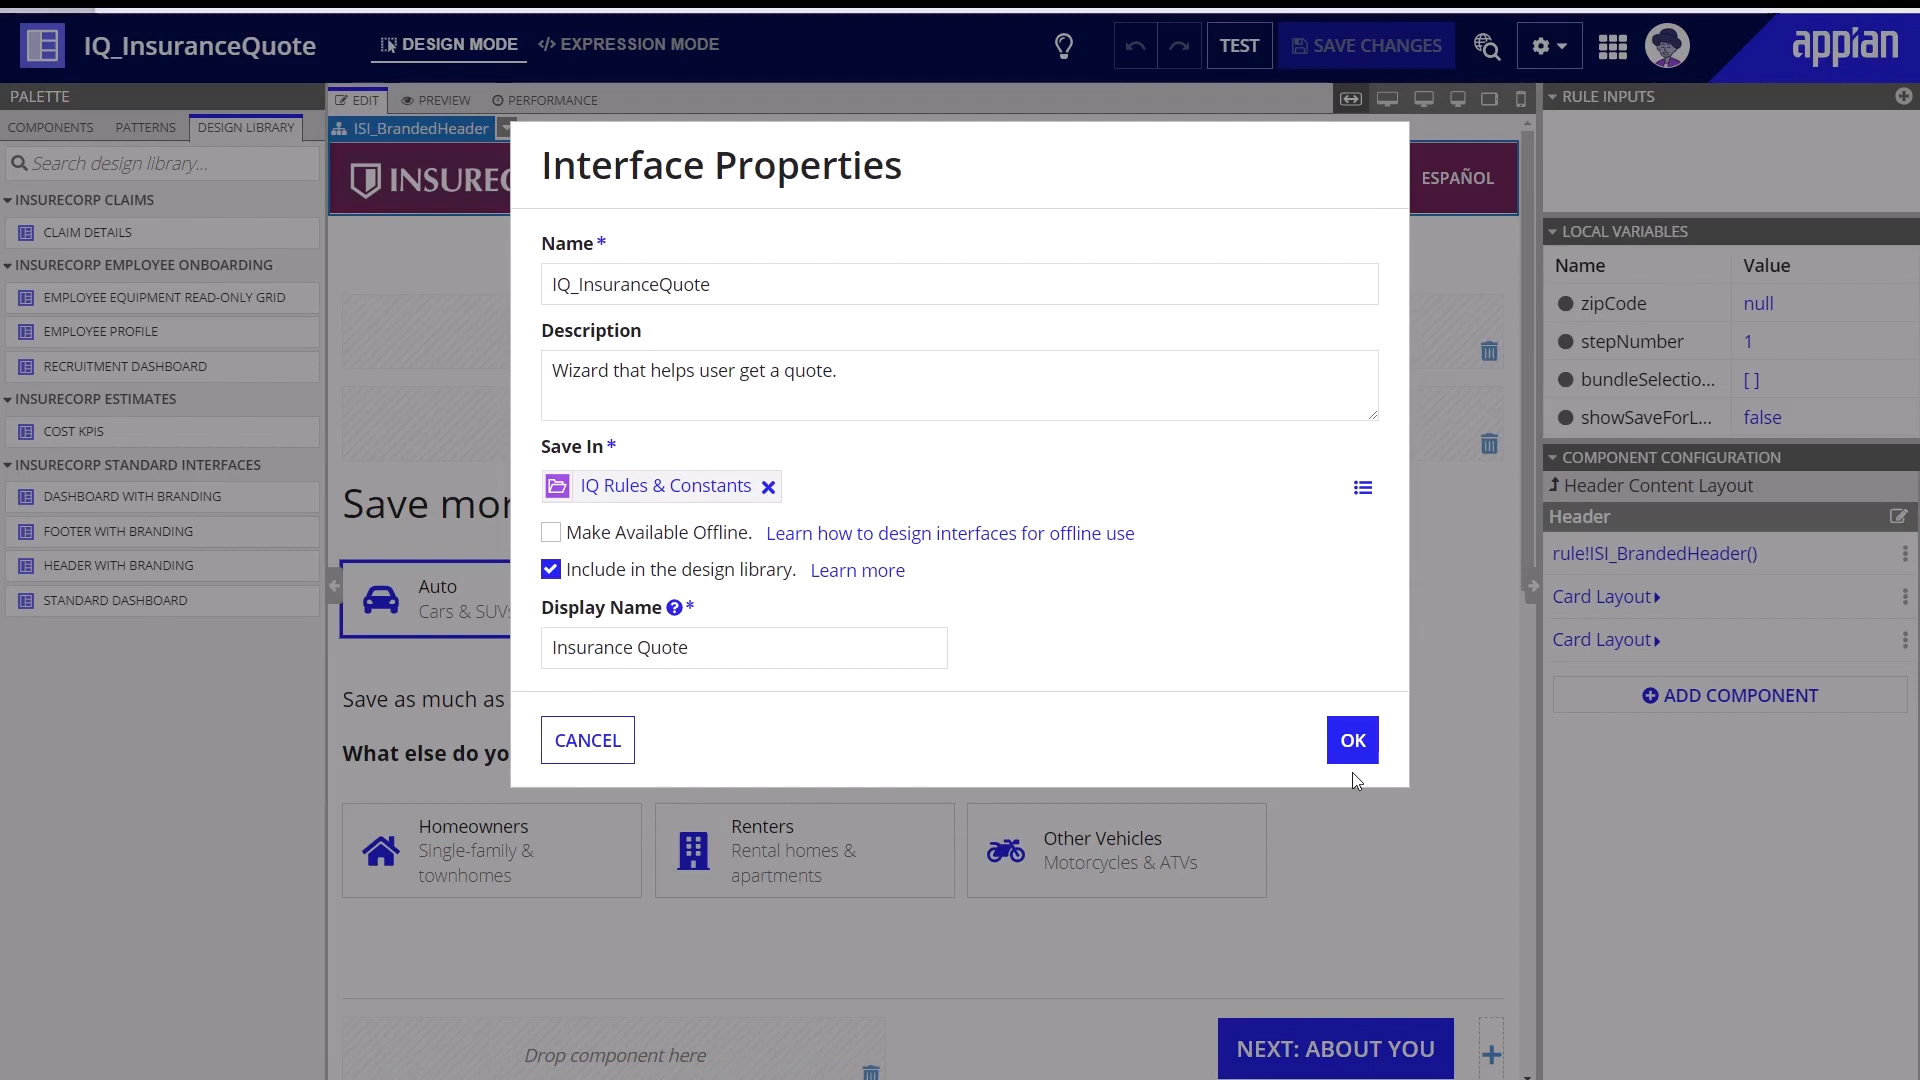 IQ_InsuranceQuote
DESIGN MODE
</> EXPRESSION MODE
TEST
SAVE CHANGES
appian
PALETTE
COMPONENTS
PATTERNS
DESIGN LIBRARY
Search design library...
INSURECORP CLAIMS
CLAIM DETAILS
INSURECORP EMPLOYEE ONBOARDING
EMPLOYEE EQUIPMENT READ-ONLY GRID
EMPLOYEE PROFILE
RECRUITMENT DASHBOARD
INSURECORP ESTIMATES
COST KPIS
INSURECORP STANDARD INTERFACES
DASHBOARD WITH BRANDING
FOOTER WITH BRANDING
HEADER WITH BRANDING
STANDARD DASHBOARD
EDIT
PREVIEW
PERFORMANCE
ISI_BrandedHeader
INSUREC
ESPAÑOL
Save mor
Auto
Cars & SUVs
Save as much as
What else do yo
Homeowners
Single-family &
townhomes
Renters
Rental homes &
apartments
Other Vehicles
Motorcycles & ATVs
Drop component here
NEXT: ABOUT YOU
Interface Properties
Name *
IQ_InsuranceQuote
Description
Wizard that helps user get a quote.
Save In *
IQ Rules & Constants
Make Available Offline. Learn how to design interfaces for offline use
Include in the design library. Learn more
Display Name ? *
Insurance Quote
CANCEL
OK
RULE INPUTS
LOCAL VARIABLES
Name Value
zipCode null
stepNumber 1
bundleSelectio... [ ]
showSaveForL... false
COMPONENT CONFIGURATION
Header Content Layout
Header
rule!ISI_BrandedHeader()
Card Layout
Card Layout
ADD COMPONENT